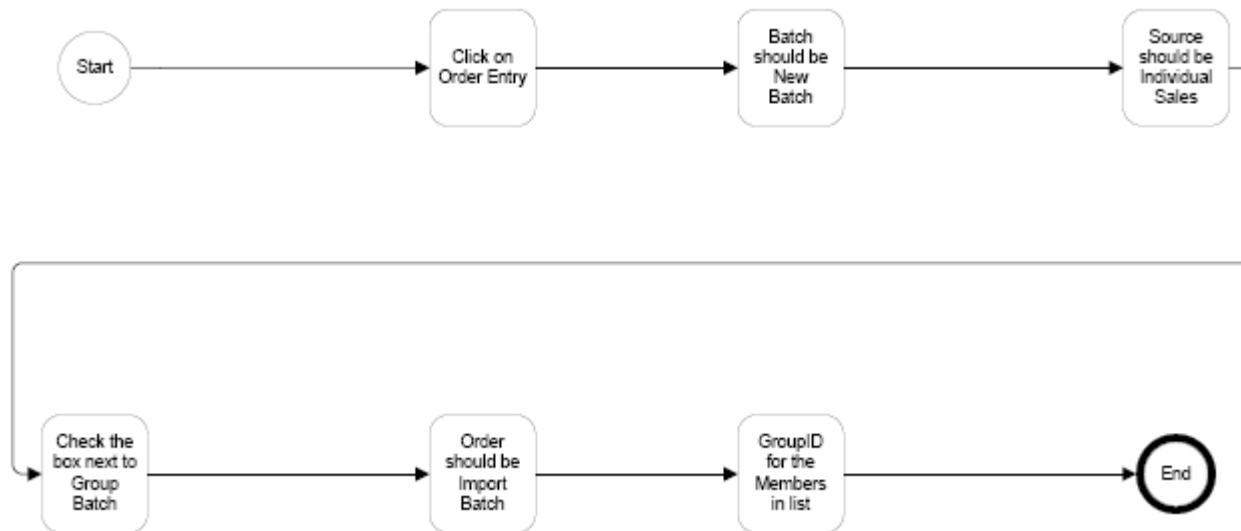 Start
Click on
Order Entry
Batch
should be
New
Batch
Source
should be
Individual
Sales
Check the
box next to
Group
Batch
Order
should be
Import
Batch
GroupID
for the
Members
in list
End